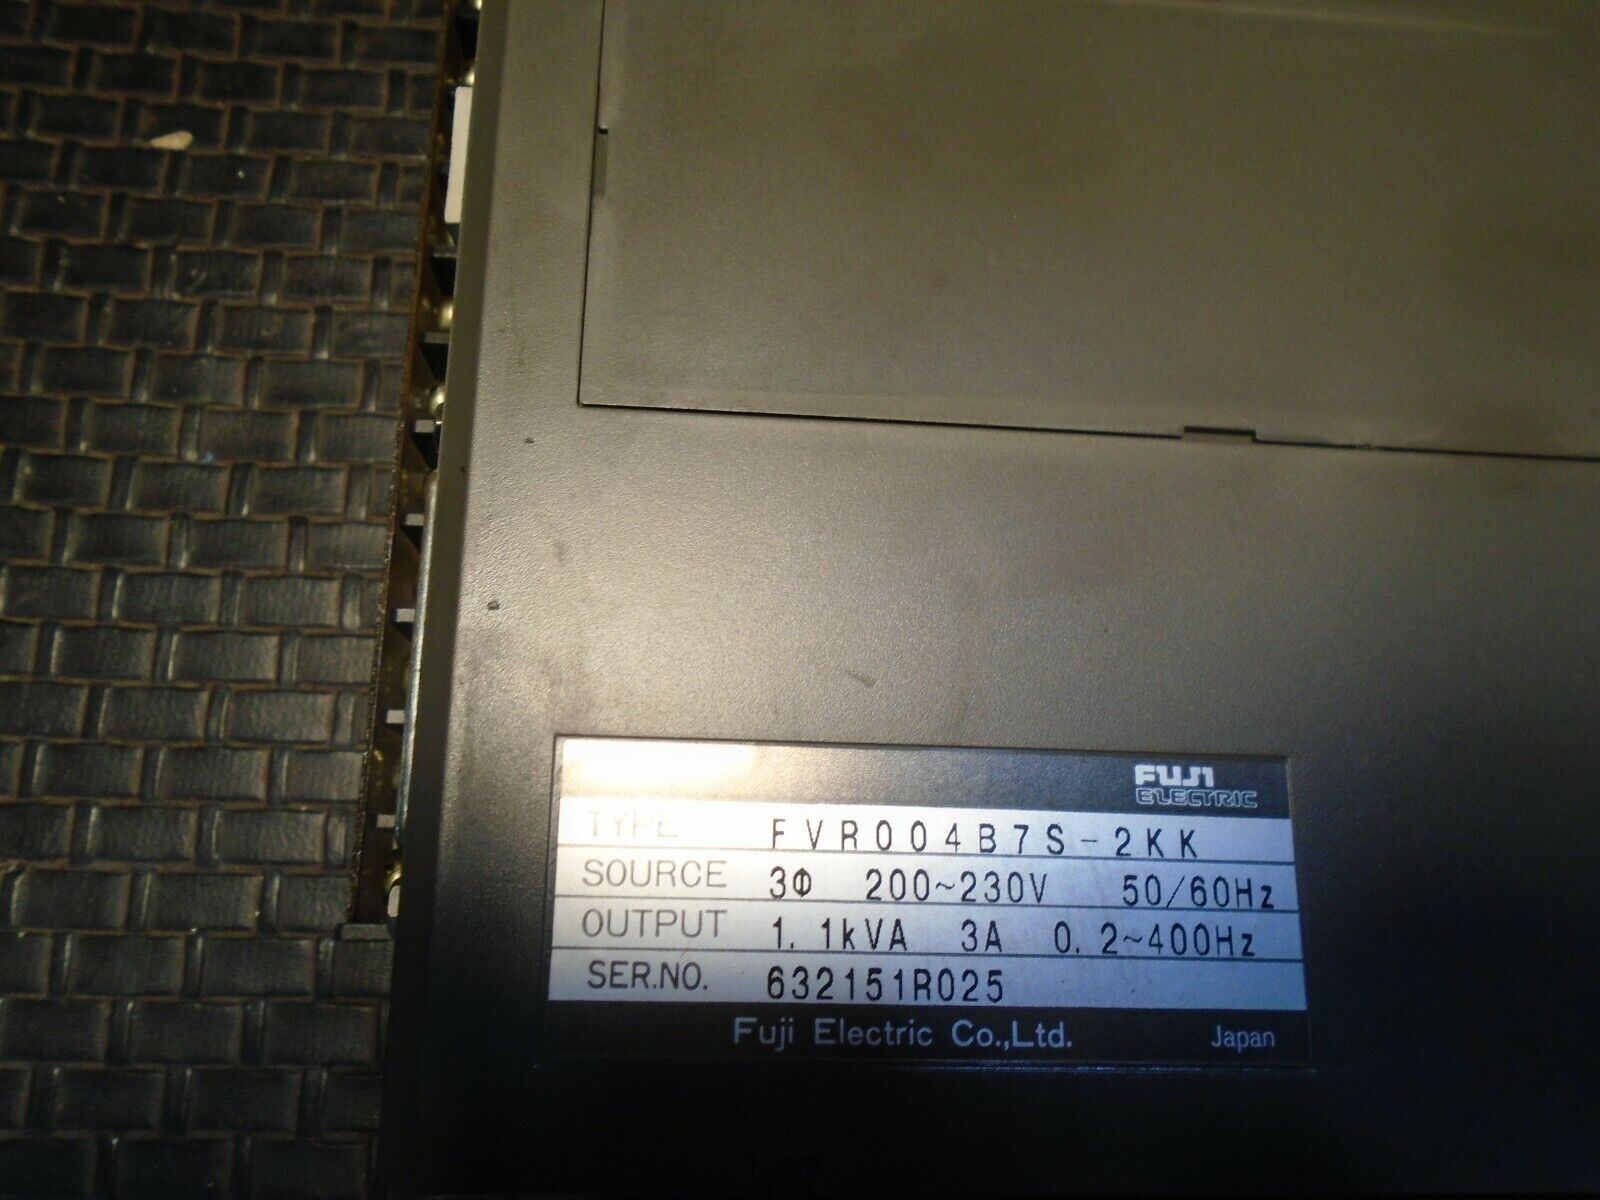 FUJI
ELECTRIC
TYPE FVR004B7S-2KK
SOURCE 3Φ 200~230V 50/60Hz
OUTPUT 1.1kVA 3A 0.2~400Hz
SER.NO. 632151R025
Fuji Electric Co.,Ltd. Japan